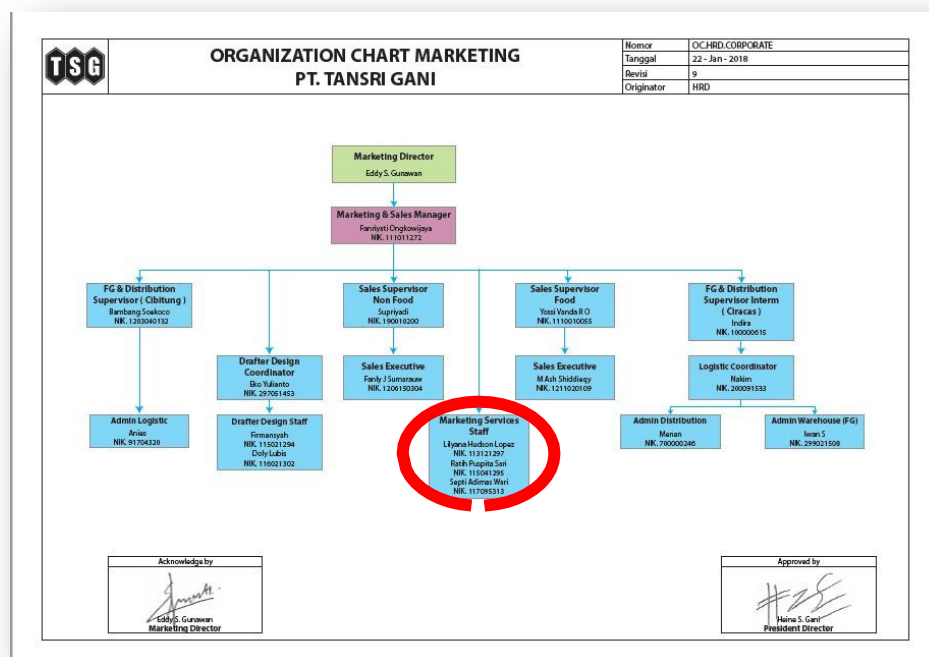 TSG
ORGANIZATION CHART MARKETING
PT. TANSRI GANI
Nomor OC.HRD.CORPORATE
Tanggal 22 - Jan - 2018
Revisi 9
Originator HRD
Marketing Director
Eddy S. Gunawan
Marketing & Sales Manager
Fanriyati Ongkowijaya
NIK. 111011272
FG & Distribution
Supervisor ( Cibitung )
Bambang Soekoco
NIK. 1203040132
Sales Supervisor
Non Food
Supriyadi
NIK. 190010200
Sales Supervisor
Food
Yossi Vanda R O
NIK. 1110010055
FG & Distribution
Supervisor Interm
( Ciracas )
Indira
NIK. 100000615
Drafter Design
Coordinator
Eko Yulianto
NIK. 297051453
Sales Executive
Fanly J Sumarauw
NIK. 1206150304
Sales Executive
M Ash Shiddieqy
NIK. 1211020109
Logistic Coordinator
Nakim
NIK. 200091533
Admin Logistic
Anies
NIK. 91704320
Drafter Design Staff
Firmansyah
NIK. 115021294
Doly Lubis
NIK. 116021302
Marketing Services
Staff
Lilyana Hudson Lopez
NIK. 113121297
Ratih Puspita Sari
NIK. 115041295
Septi Adimas Wari
NIK. 117095313
Admin Distribution
Menan
NIK. 700000246
Admin Warehouse (FG)
Iwan S
NIK. 299021508
Acknowledge by
Eddy S. Gunawan
Marketing Director
Approved by
Heine S. Gani
President Director